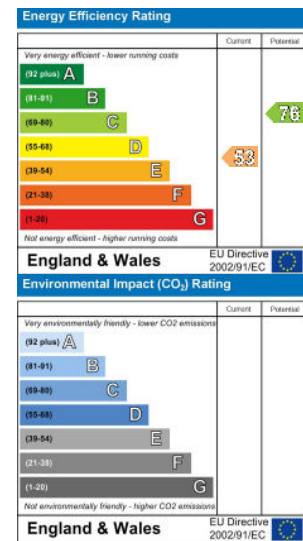 Energy Efficiency Rating
Current Potential
Very energy efficient - lower running costs
(92 plus) A
(81-91) B
(69-80) C
(55-68) D
(39-54) E
(21-38) F
(1-20) G
53
76
Not energy efficient - higher running costs
England & Wales
EU Directive
2002/91/EC
Environmental Impact (CO₂) Rating
Current Potential
Very environmentally friendly - lower CO2 emissions
(92 plus) A
(81-91) B
(69-80) C
(55-68) D
(39-54) E
(21-38) F
(1-20) G
Not environmentally friendly - higher CO2 emissions
England & Wales
EU Directive
2002/91/EC